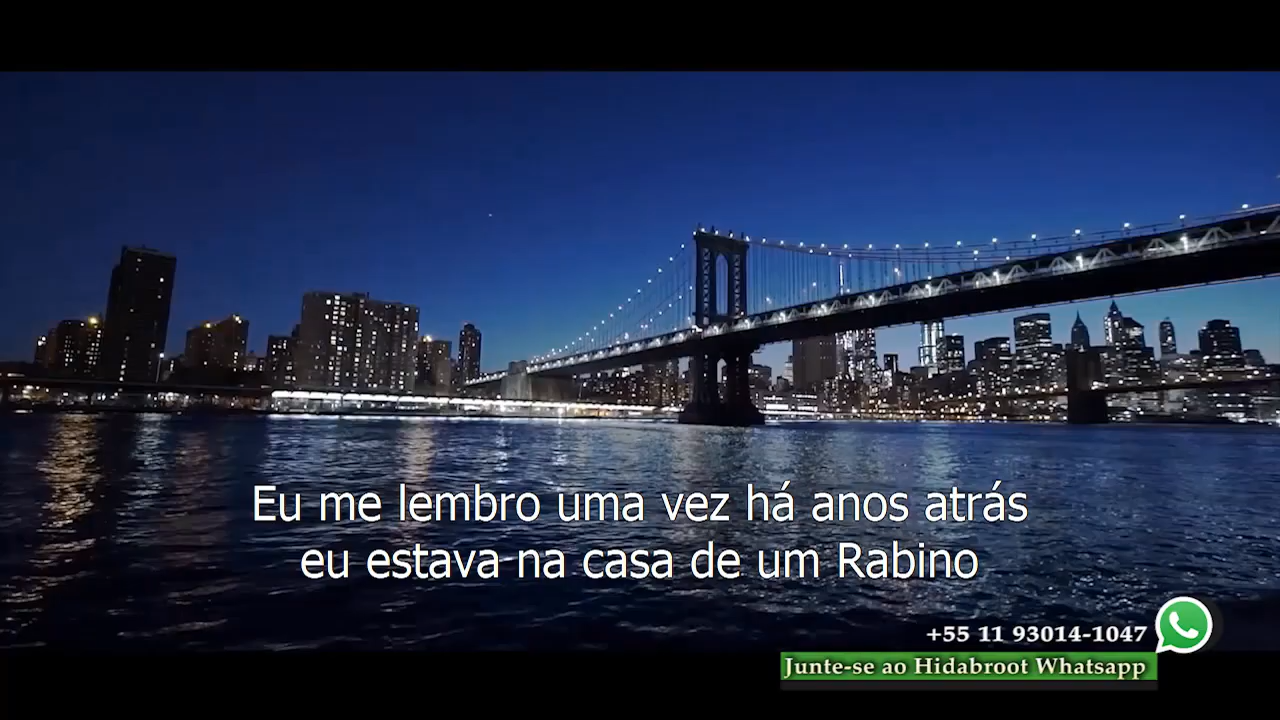 Eu me lembro uma vez há anos atrás
eu estava na casa de um Rabino
+55 11 93014-1047
Junte-se ao Hidabroot Whatsapp